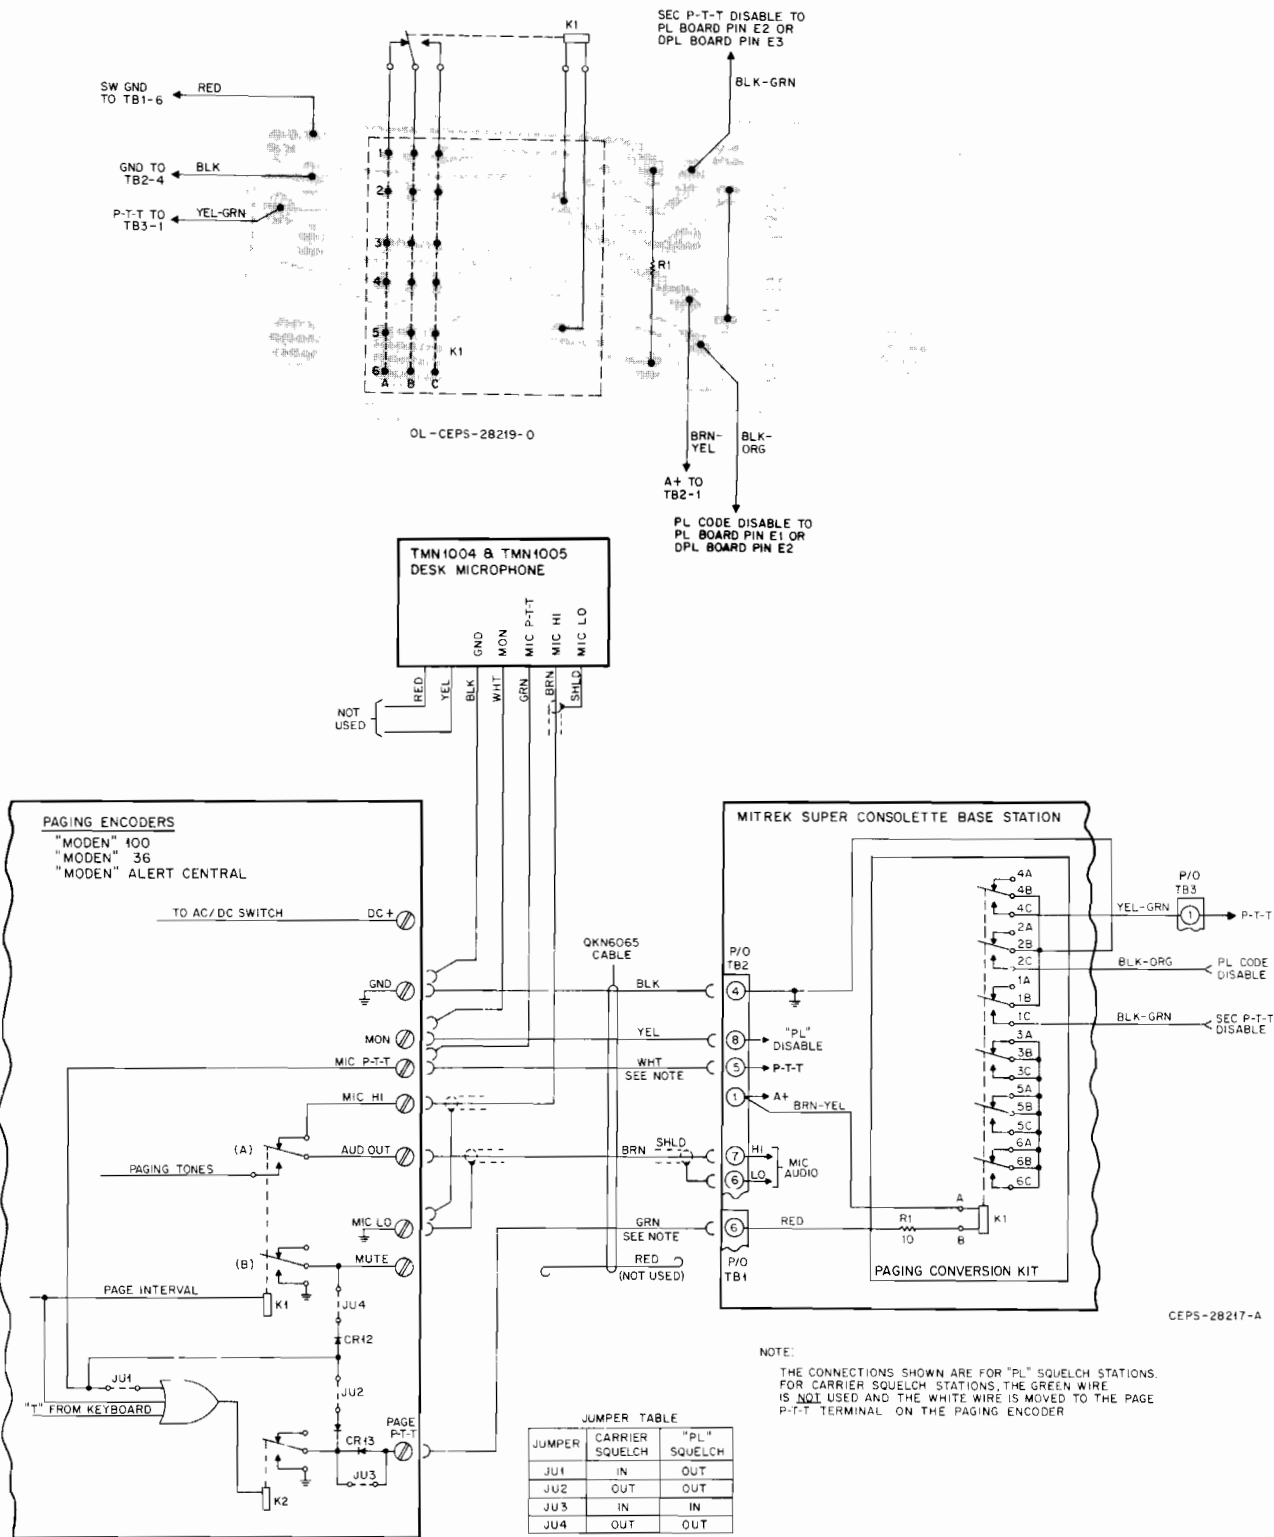 K1
SEC P-T-T DISABLE TO
PL BOARD PIN E2 OR
DPL BOARD PIN E3
BLK-GRN
SW GND
TO TB1-6
RED
GND TO
TB2-4
BLK
P-T-T TO
TB3-1
YEL-GRN
1
2
3
4
5
6
A B C
K1
R1
OL-CEPS-28219-O
BRN-
YEL
BLK-
ORG
A+ TO
TB2-1
PL CODE DISABLE TO
PL BOARD PIN E1 OR
DPL BOARD PIN E2
TMN1004 & TMN1005
DESK MICROPHONE
GND
MON
MIC P-T-T
MIC HI
MIC LO
RED
YEL
BLK
WHT
GRN
BRN
SHLD
NOT
USED
PAGING ENCODERS
"MODEN" 100
"MODEN" 36
"MODEN" ALERT CENTRAL
TO AC/DC SWITCH
DC+
GND
MON
MIC P-T-T
MIC HI
(A)
AUD OUT
PAGING TONES
MIC LO
(B)
MUTE
PAGE INTERVAL
K1
JU4
CR12
JU1
JU2
"T" FROM KEYBOARD
PAGE
P-T-T
CR13
JU3
K2
QKN6065
CABLE
BLK
YEL
WHT
SEE NOTE
BRN
SHLD
GRN
SEE NOTE
RED
(NOT USED)
MITREK SUPER CONSOLETTE BASE STATION
P/O
TB2
4
8
"PL"
DISABLE
5
P-T-T
1
A+
BRN-YEL
7
HI
6
LO
MIC
AUDIO
6
RED
P/O
TB1
R1
10
A
B
K1
4A
4B
4C
2A
2B
2C
1A
1B
1C
3A
3B
3C
5A
5B
5C
6A
6B
6C
PAGING CONVERSION KIT
P/O
TB3
YEL-GRN
1
P-T-T
BLK-ORG
PL CODE
DISABLE
BLK-GRN
SEC P-T-T
DISABLE
CEPS-28217-A
NOTE:
THE CONNECTIONS SHOWN ARE FOR "PL" SQUELCH STATIONS.
FOR CARRIER SQUELCH STATIONS, THE GREEN WIRE
IS NOT USED AND THE WHITE WIRE IS MOVED TO THE PAGE
P-T-T TERMINAL ON THE PAGING ENCODER
JUMPER TABLE
JUMPER CARRIER SQUELCH "PL" SQUELCH
JU1 IN OUT
JU2 OUT OUT
JU3 IN IN
JU4 OUT OUT